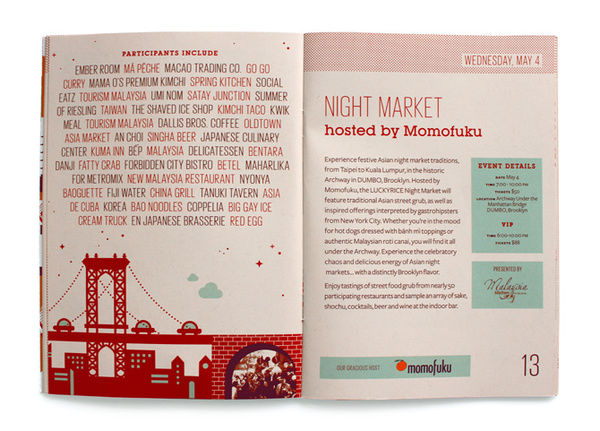 PARTICIPANTS INCLUDE
EMBER ROOM MÁ PÊCHE MACAO TRADING CO. GO GO
CURRY MAMA O'S PREMIUM KIMCHI SPRING KITCHEN SOCIAL
EATZ TOURISM MALAYSIA UMI NOM SATAY JUNCTION SUMMER
OF RIESLING TAIWAN THE SHAVED ICE SHOP KIMCHI TACO KWIK
MEAL TOURISM MALAYSIA DALLIS BROS. COFFEE OLDTOWN
ASIA MARKET AN CHOI SINGHA BEER JAPANESE CULINARY
CENTER KUMA INN BÉP MALAYSIA DELICATESSEN BENTARA
DANJI FATTY CRAB FORBIDDEN CITY BISTRO BETEL MAHARLIKA
FOR METROMIX NEW MALAYSIA RESTAURANT NYONYA
BAOGUETTE FIJI WATER CHINA GRILL TANUKI TAVERN ASIA
DE CUBA KOREA BAD NOODLES COPPELIA BIG GAY ICE
CREAM TRUCK EN JAPANESE BRASSERIE RED EGG
WEDNESDAY, MAY 4
NIGHT MARKET
hosted by Momofuku
Experience festive Asian night market traditions,
from Taipei to Kuala Lumpur, in the historic
Archway in DUMBO, Brooklyn. Hosted by
Momofuku, the LUCKYRICE Night Market will
feature traditional Asian street grub, as well as
inspired offerings interpreted by gastrohipsters
from New York City. Whether you're in the mood
for hot dogs dressed with bánh mì toppings or
authentic Malaysian roti canai, you will find it all
under the Archway. Experience the celebratory
chaos and delicious energy of Asian night
markets... with a distinctly Brooklyn flavor.
Enjoy tastings of street food grub from nearly 50
participating restaurants and sample an array of sake,
shochu, cocktails, beer and wine at the indoor bar.
EVENT DETAILS
DATE May 4
TIME 7:00 - 10:00 PM
TICKETS $50
LOCATION Archway Under the
Manhattan Bridge
DUMBO, Brooklyn
VIP
TIME 6:00-10:00 PM
TICKETS $88
PRESENTED BY
Malaysia
OUR GRACIOUS HOST
momofuku
13